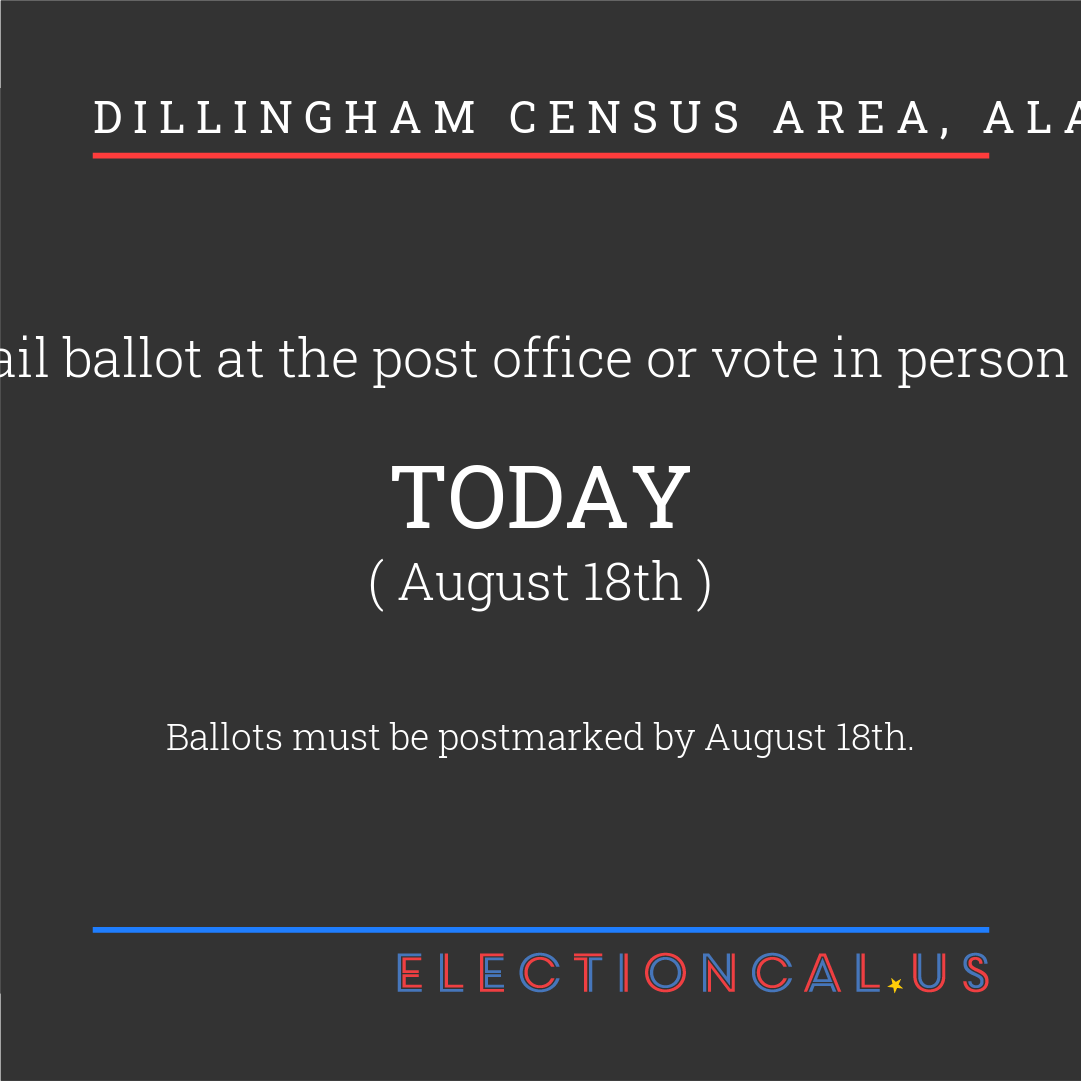 DILLINGHAM CENSUS AREA, ALA
ail ballot at the post office or vote in person
TODAY
( August 18th )
Ballots must be postmarked by August 18th.
ELECTIONCAL.US